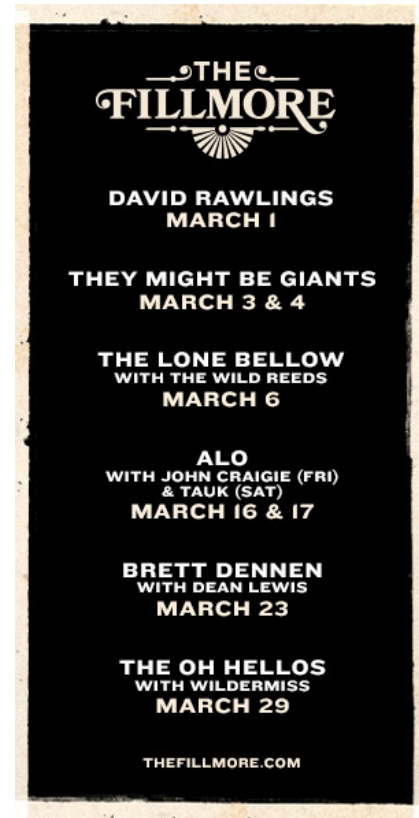 THE
FILLMORE
DAVID RAWLINGS
MARCH 1
THEY MIGHT BE GIANTS
MARCH 3 & 4
THE LONE BELLOW
WITH THE WILD REEDS
MARCH 6
ALO
WITH JOHN CRAIGIE (FRI)
& TAUK (SAT)
MARCH 16 & 17
BRETT DENNEN
WITH DEAN LEWIS
MARCH 23
THE OH HELLOS
WITH WILDERMISS
MARCH 29
THEFILLMORE.COM